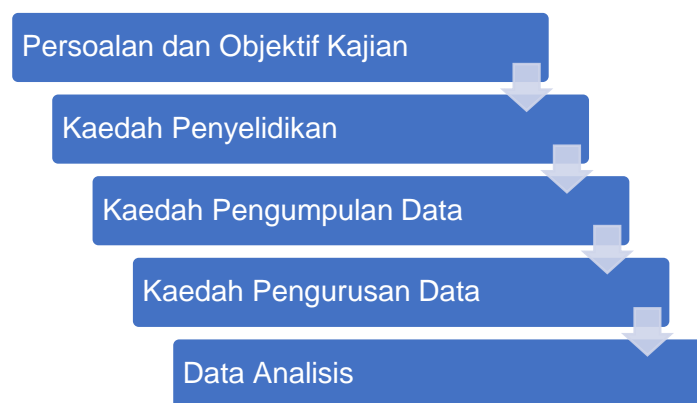 Persoalan dan Objektif Kajian
Kaedah Penyelidikan
Kaedah Pengumpulan Data
Kaedah Pengurusan Data
Data Analisis